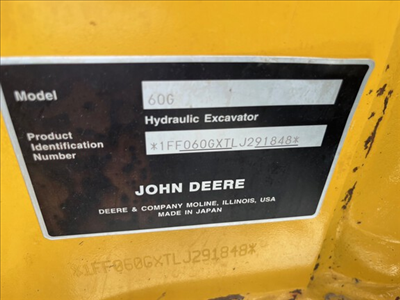 Model 60G
Hydraulic Excavator
Product
Identification
Number
*1FF060GXTLJ291848*
JOHN DEERE
DEERE & COMPANY MOLINE, ILLINOIS, USA
MADE IN JAPAN
*1FF060GXTLJ291848*